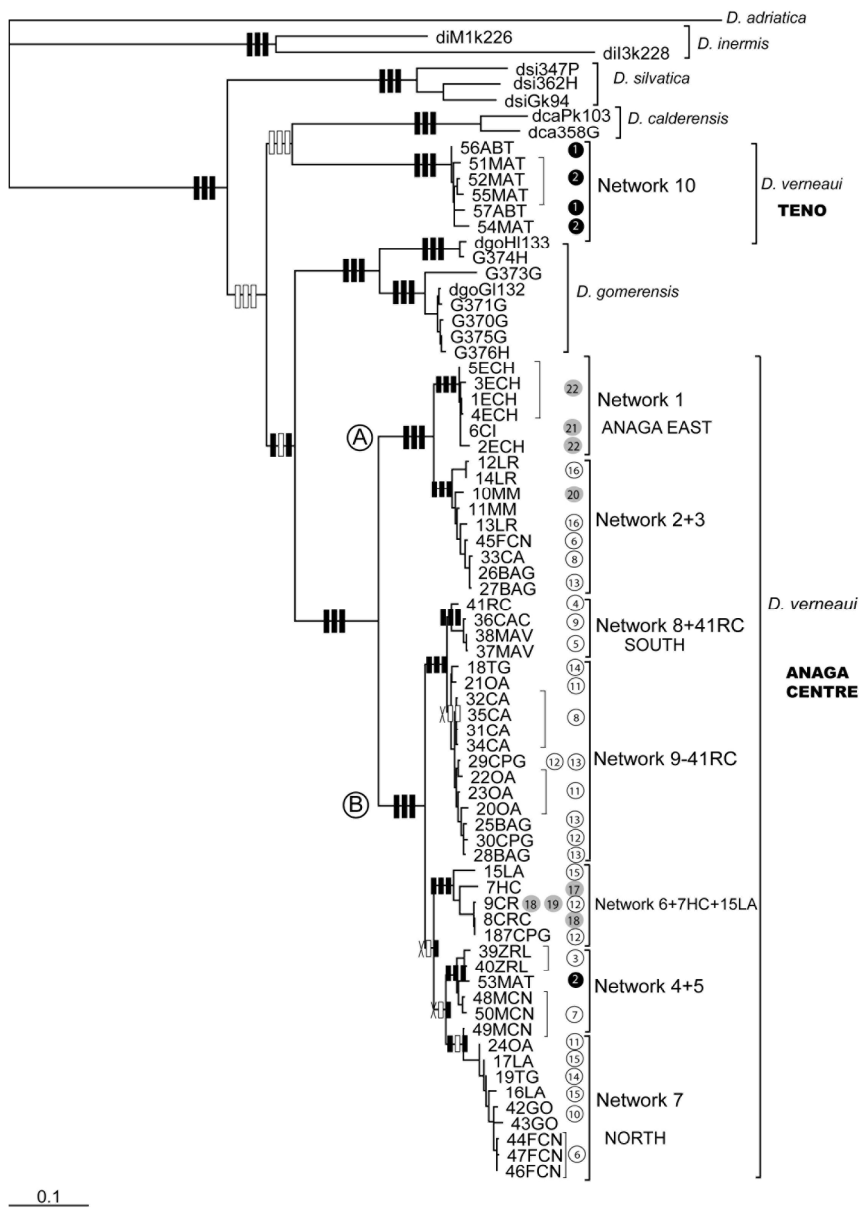 D. adriatica
diM1k226
D. inermis
diI3k228
dsi347P
D. silvatica
dsi362H
dsiGk94
dcaPk103
D. calderensis
dca358G
56ABT 1
51MAT
52MAT 2
Network 10
D. verneaui
55MAT
57ABT 1
TENO
54MAT 2
dgoHl133
G374H
G373G
dgoGl132
D. gomerensis
G371G
G370G
G375G
G376H
5ECH
3ECH 22
1ECH
Network 1
4ECH
6CI 21
ANAGA EAST
A
2ECH 22
12LR
16
14LR
10MM 20
11MM
Network 2+3
13LR 16
45FCN 6
33CA 8
26BAG
13
27BAG
41RC 4
D. verneaui
36CAC 9
Network 8+41RC
38MAV
5
SOUTH
37MAV
18TG 14
ANAGA
21OA 11
CENTRE
32CA
X
35CA 8
31CA
34CA
29CPG 12 13
Network 9-41RC
22OA
23OA 11
B
20OA
25BAG 13
30CPG 12
28BAG 13
15LA 15
7HC 17
9CR 18 19 12
Network 6+7HC+15LA
8CRC 18
187CPG 12
X
39ZRL
3
40ZRL
53MAT 2
Network 4+5
48MCN
X
50MCN 7
49MCN
24OA 11
17LA 15
19TG 14
16LA 15
Network 7
42GO
10
43GO
44FCN
NORTH
47FCN 6
46FCN
0.1